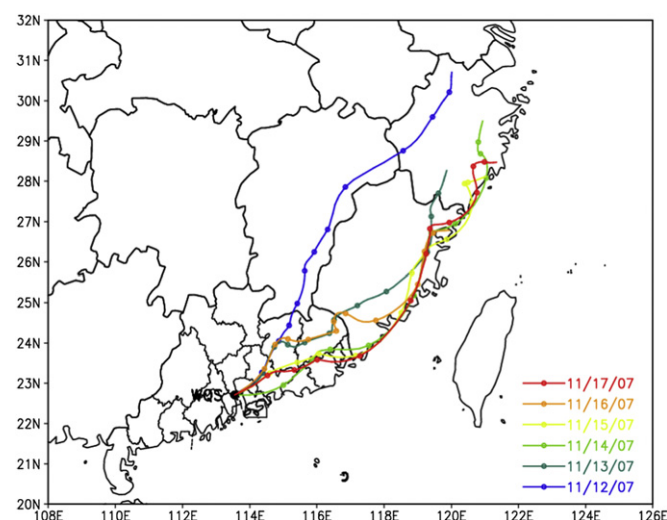 32N
31N
30N
29N
28N
27N
26N
25N
24N
23N
22N
21N
20N
WQS
11/17/07
11/16/07
11/15/07
11/14/07
11/13/07
11/12/07
108E 110E 112E 114E 116E 118E 120E 122E 124E 126E